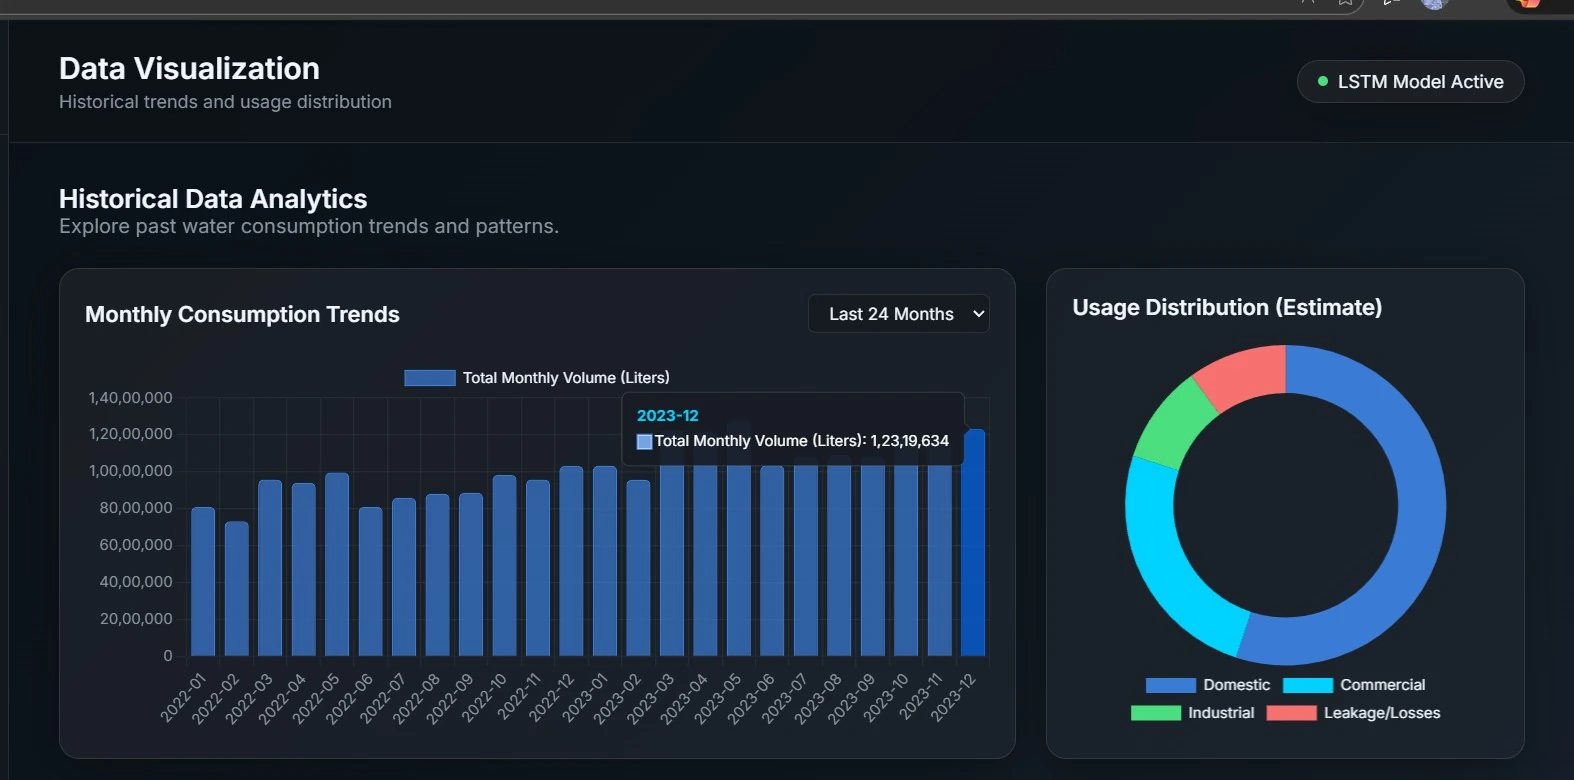 Data Visualization
Historical trends and usage distribution
LSTM Model Active
Historical Data Analytics
Explore past water consumption trends and patterns.
Monthly Consumption Trends
Last 24 Months
Total Monthly Volume (Liters)
1,40,00,000
1,20,00,000
1,00,00,000
80,00,000
60,00,000
40,00,000
20,00,000
0
2023-12
Total Monthly Volume (Liters): 1,23,19,634
2022-01
2022-02
2022-03
2022-04
2022-05
2022-06
2022-07
2022-08
2022-09
2022-10
2022-11
2022-12
2023-01
2023-02
2023-03
2023-04
2023-05
2023-06
2023-07
2023-08
2023-09
2023-10
2023-11
2023-12
Usage Distribution (Estimate)
Domestic
Commercial
Industrial
Leakage/Losses